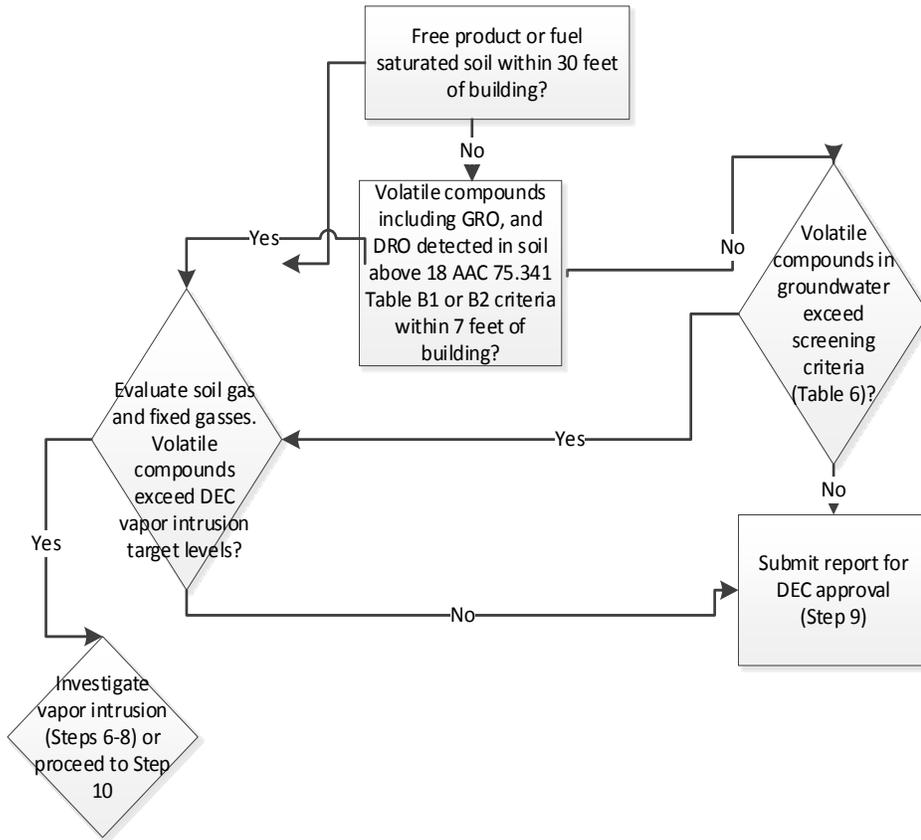 Free product or fuel
saturated soil within 30 feet
of building?
No
Volatile compounds
including GRO, and
DRO detected in soil
above 18 AAC 75.341
Table B1 or B2 criteria
within 7 feet of
building?
Yes
No
Volatile
compounds in
groundwater
exceed
screening
criteria
(Table 6)?
Evaluate soil gas
and fixed gasses.
Volatile
compounds
exceed DEC
vapor intrusion
target levels?
Yes
No
Yes
Submit report for
DEC approval
(Step 9)
No
Investigate
vapor intrusion
(Steps 6-8) or
proceed to Step
10